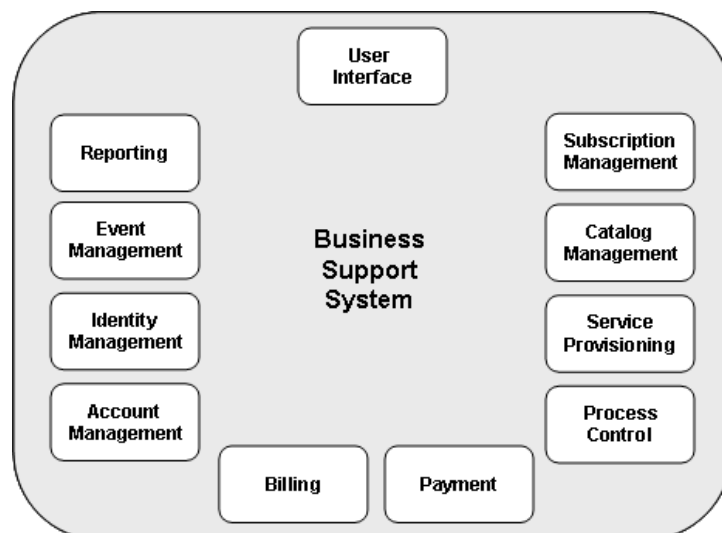 User
Interface
Reporting
Subscription
Management
Event
Management
Business
Support
System
Catalog
Management
Identity
Management
Service
Provisioning
Account
Management
Process
Control
Billing
Payment